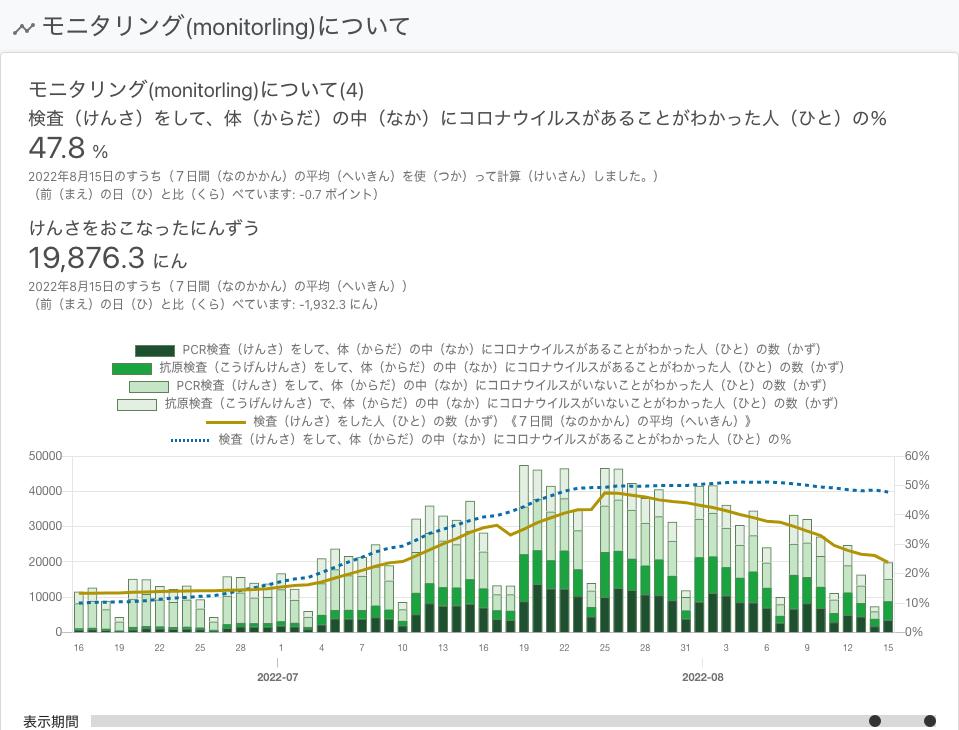 モニタリング(monitorling)について
モニタリング(monitorling)について(4)
検査（けんさ）をして、体（からだ）の中（なか）にコロナウイルスがあることがわかった人（ひと）の%
47.8 %
2022年8月15日のすうち（７日間（なのかかん）の平均（へいきん）を使（つか）って計算（けいさん）しました。）
（前（まえ）の日（ひ）と比（くら）べています: -0.7 ポイント）
けんさをおこなったにんずう
19,876.3 にん
2022年8月15日のすうち（７日間（なのかかん）の平均（へいきん））
（前（まえ）の日（ひ）と比（くら）べています: -1,932.3 にん）
PCR検査（けんさ）をして、体（からだ）の中（なか）にコロナウイルスがあることがわかった人（ひと）の数（かず）
抗原検査（こうげんけんさ）をして、体（からだ）の中（なか）にコロナウイルスがあることがわかった人（ひと）の数（かず）
PCR検査（けんさ）をして、体（からだ）の中（なか）にコロナウイルスがいないことがわかった人（ひと）の数（かず）
抗原検査（こうげんけんさ）で、体（からだ）の中（なか）にコロナウイルスがいないことがわかった人（ひと）の数（かず）
検査（けんさ）をした人（ひと）の数（かず）《７日間（なのかかん）の平均（へいきん）》
検査（けんさ）をして、体（からだ）の中（なか）にコロナウイルスがあることがわかった人（ひと）の%
50000 60%
40000 50%
30000 40%
20000 30%
10000 20%
0 10%
0%
16 19 22 25 28 1 4 7 10 13 16 19 22 25 28 31 3 6 9 12 15
2022-07 2022-08
表示期間